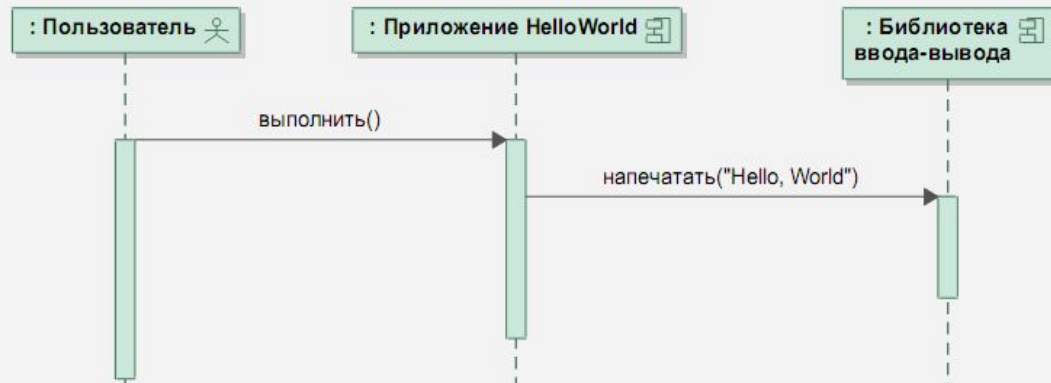 : Пользователь
: Приложение HelloWorld
: Библиотека
ввода-вывода
выполнить()
напечатать("Hello, World")